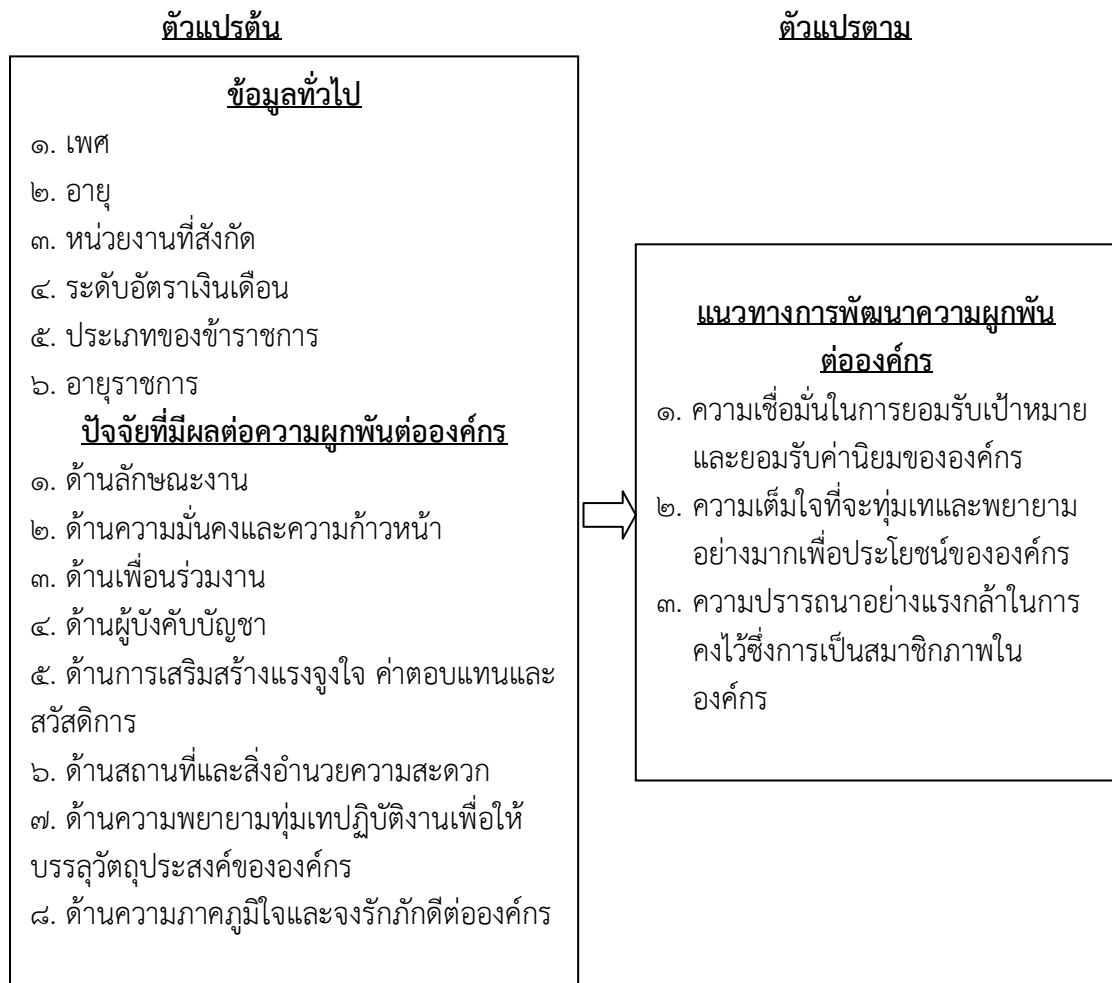 ตัวแปรต้น
ตัวแปรตาม
ข้อมูลทั่วไป
๑. เพศ
๒. อายุ
๓. หน่วยงานที่สังกัด
๔. ระดับอัตราเงินเดือน
๕. ประเภทของข้าราชการ
๖. อายุราชการ
ปัจจัยที่มีผลต่อความผูกพันต่อองค์กร
๑. ด้านลักษณะงาน
๒. ด้านความมั่นคงและความก้าวหน้า
๓. ด้านเพื่อนร่วมงาน
๔. ด้านผู้บังคับบัญชา
๕. ด้านการเสริมสร้างแรงจูงใจ ค่าตอบแทนและ
สวัสดิการ
๖. ด้านสถานที่และสิ่งอำนวยความสะดวก
๗. ด้านความพยายามทุ่มเทปฏิบัติงานเพื่อให้
บรรลุวัตถุประสงค์ขององค์กร
๘. ด้านความภาคภูมิใจและจงรักภักดีต่อองค์กร
แนวทางการพัฒนาความผูกพัน
ต่อองค์กร
๑. ความเชื่อมั่นในการยอมรับเป้าหมาย
และยอมรับค่านิยมขององค์กร
๒. ความเต็มใจที่จะทุ่มเทและพยายาม
อย่างมากเพื่อประโยชน์ขององค์กร
๓. ความปรารถนาอย่างแรงกล้าในการ
คงไว้ซึ่งการเป็นสมาชิกภาพใน
องค์กร